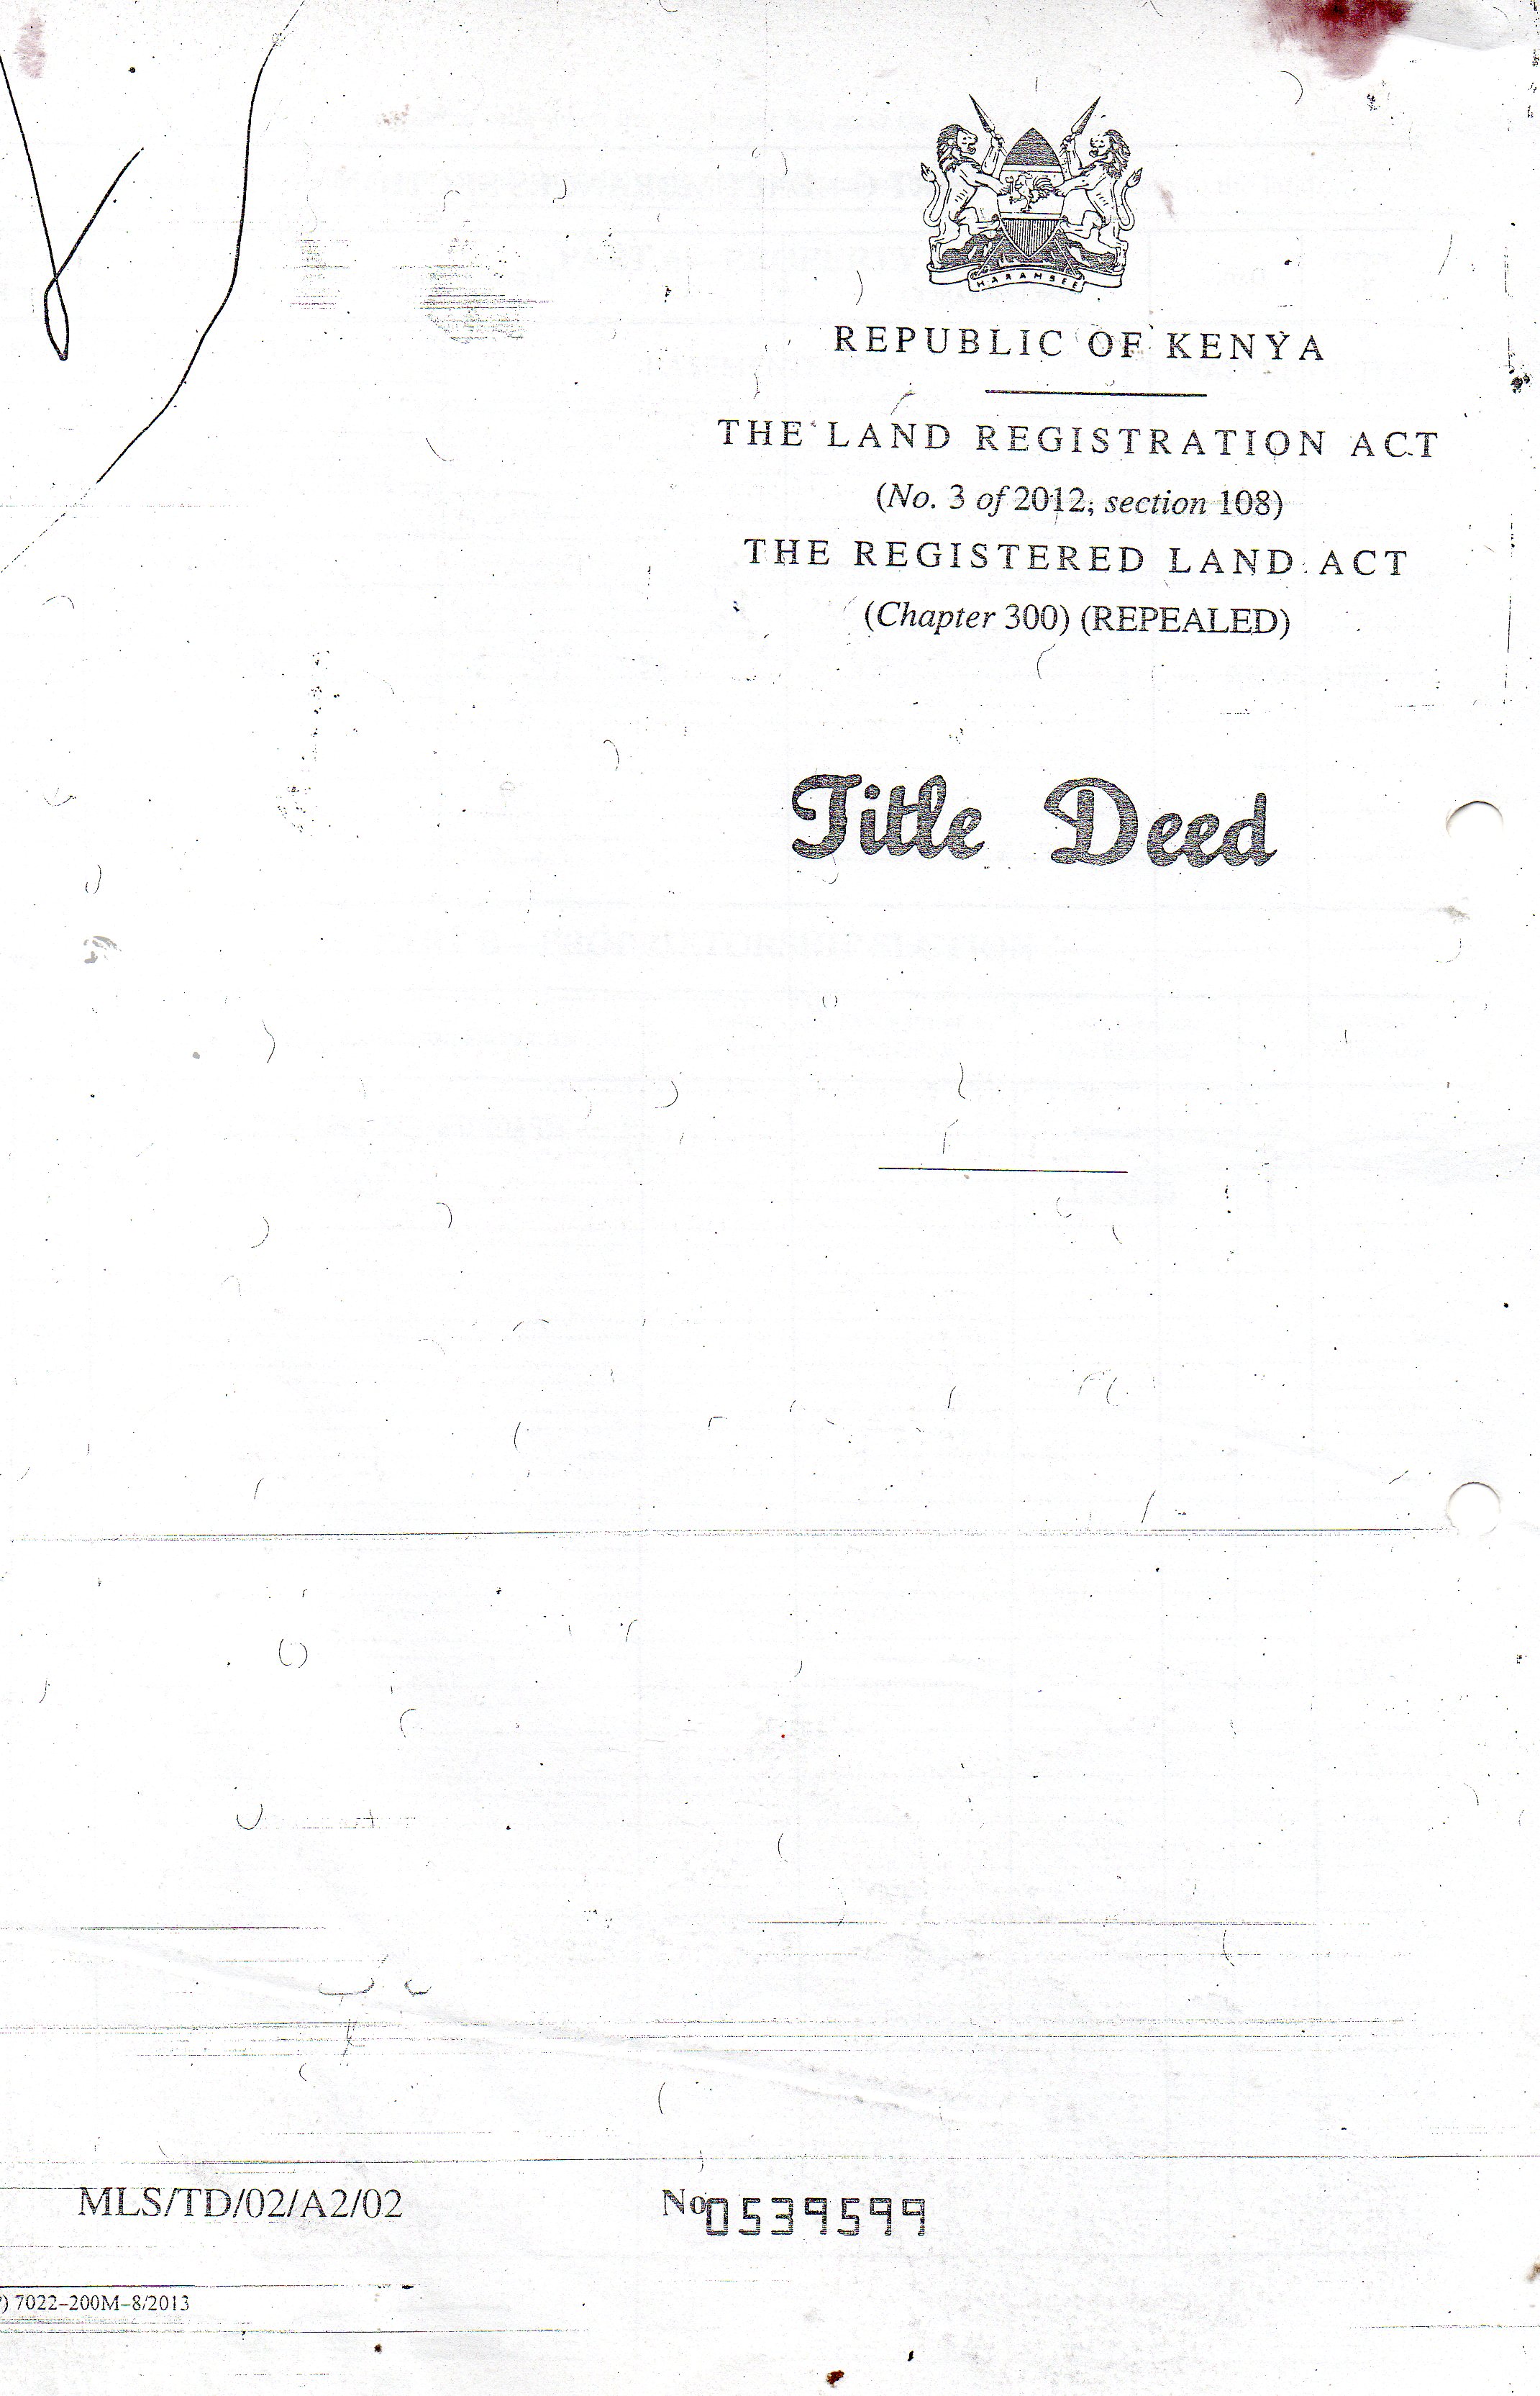 HARAMBEE
REPUBLIC OF KENYA
THE LAND REGISTRATION ACT
(No. 3 of 2012, section 108)
THE REGISTERED LAND ACT
(Chapter 300) (REPEALED)
Title Deed
MLS/TD/02/A2/02
No 0539599
) 7022–200M–8/2013